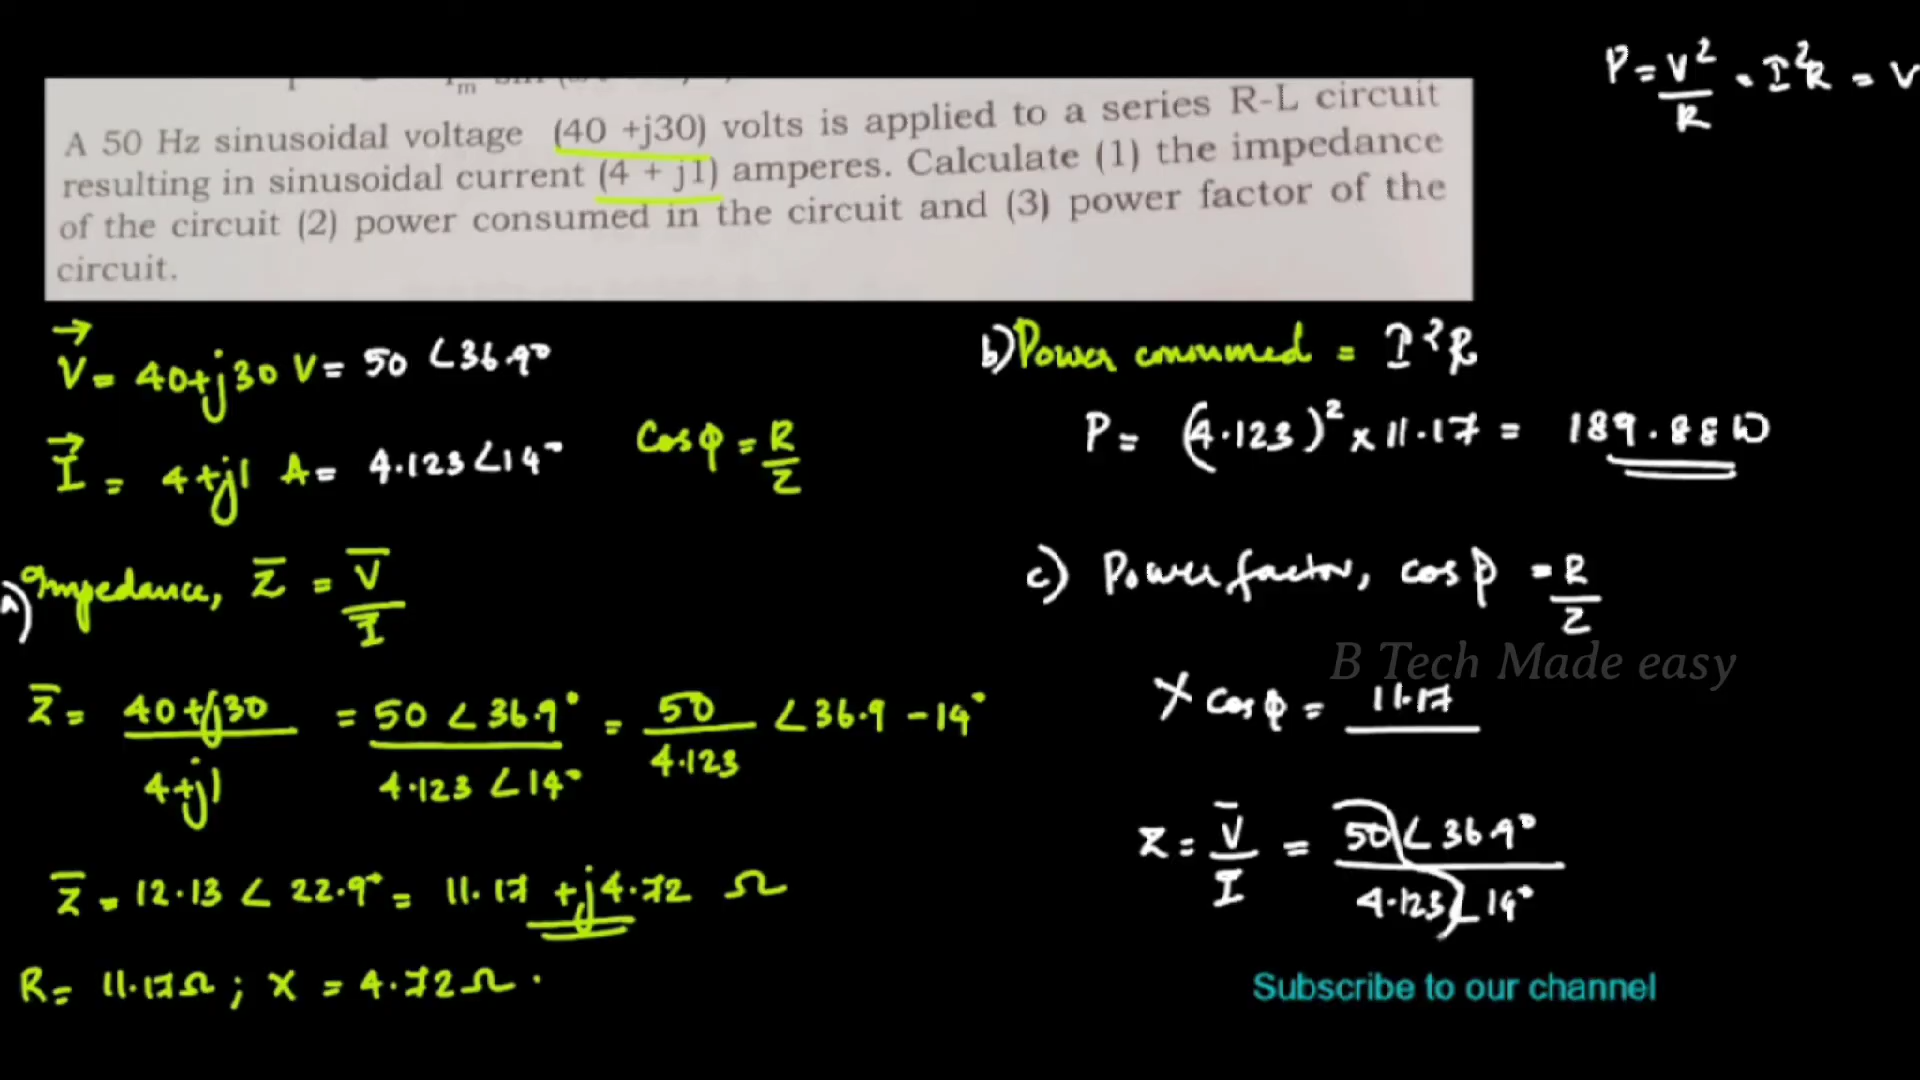 P = V²/R = I²R = V
A 50 Hz sinusoidal voltage (40 +j30) volts is applied to a series R-L circuit
resulting in sinusoidal current (4 + j1) amperes. Calculate (1) the impedance
of the circuit (2) power consumed in the circuit and (3) power factor of the
circuit.
V = 40+j30 V = 50 ∠36.9°
I = 4+j1 A = 4.123∠14°
Cosφ = R/Z
a) Impedance, Z̅ = V̅/I̅
Z̅ = 40+j30/4+j1 = 50 ∠36.9°/4.123 ∠14° = 50/4.123 ∠36.9 - 14°
Z̅ = 12.13 ∠ 22.9° = 11.17 +j4.72 Ω
R = 11.17Ω ; X = 4.72Ω .
b) Power consumed = I²R
P = (4.123)² × 11.17 = 189.88W
c) Power factor, cosφ = R/Z
B Tech Made easy
X cosφ = 11.17
Z = V̅/I = 50∠36.9°/4.123∠14°
Subscribe to our channel